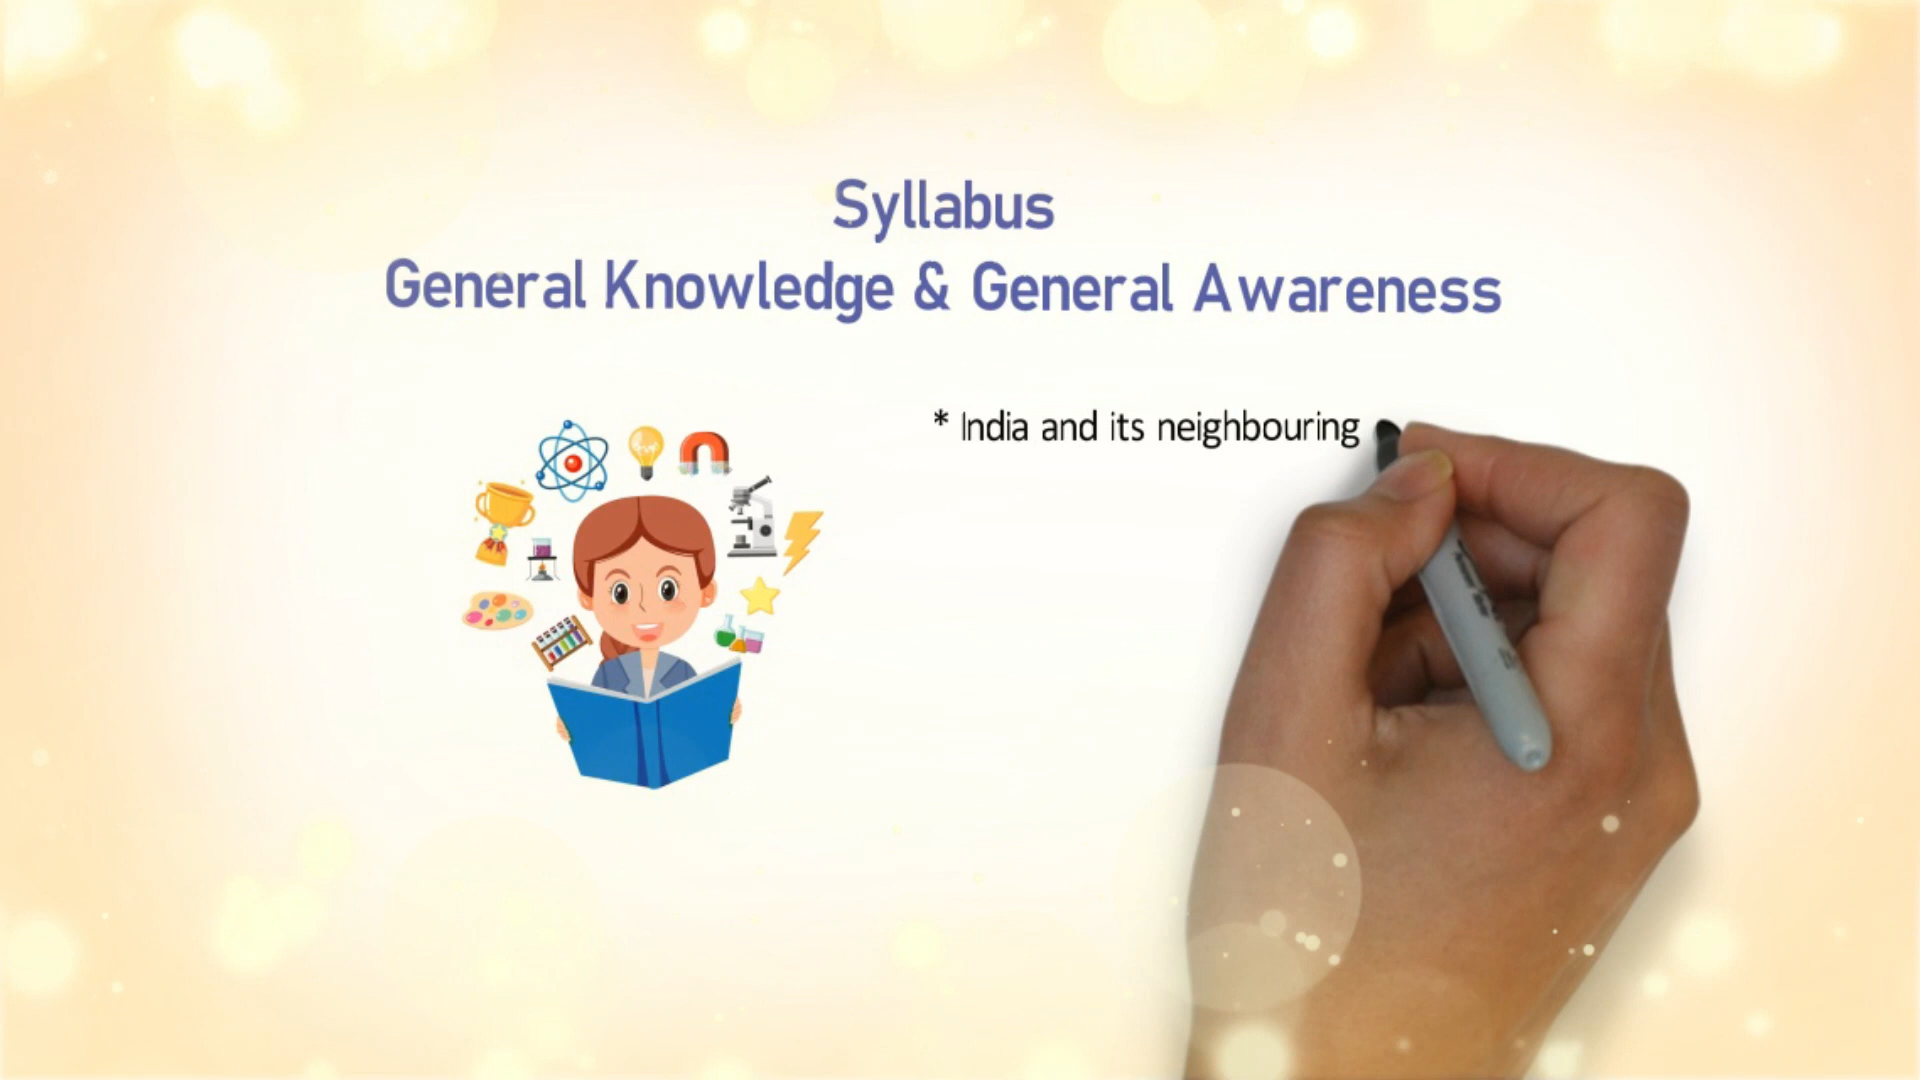 Syllabus
General Knowledge & General Awareness
* India and its neighbouring